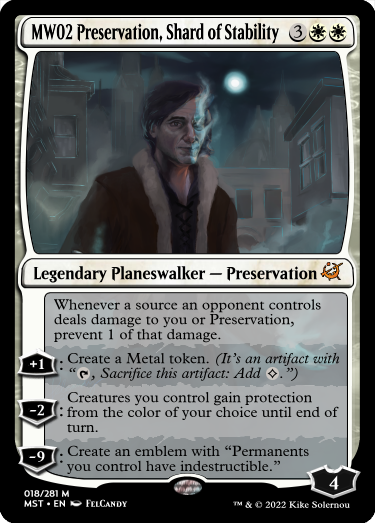 MW02 Preservation, Shard of Stability 3
Legendary Planeswalker — Preservation
Whenever a source an opponent controls
deals damage to you or Preservation,
prevent 1 of that damage.
+1: Create a Metal token. (It's an artifact with
“, Sacrifice this artifact: Add .”)
Creatures you control gain protection
-2: from the color of your choice until end of
turn.
-9: Create an emblem with “Permanents
you control have indestructible.”
4
018/281 M
MST • EN FelCandy
™ & © 2022 Kike Solernou